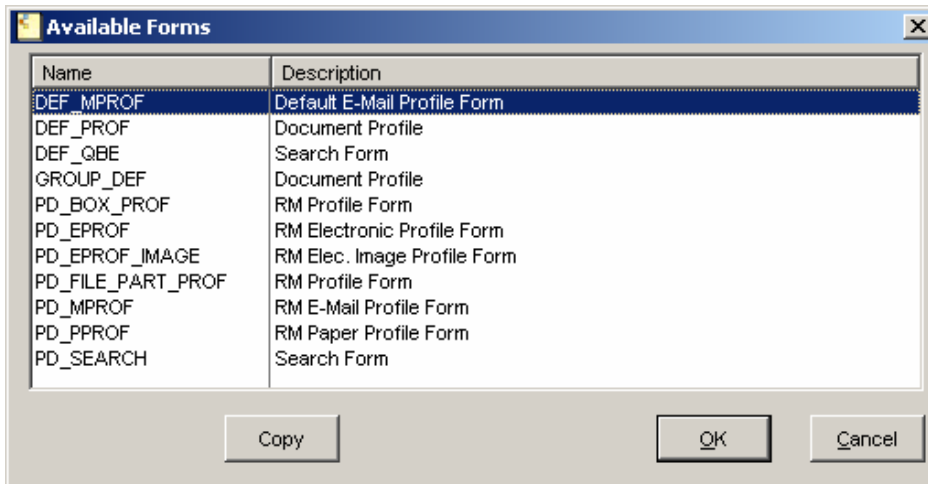 Available Forms
Name Description
DEF_MPROF Default E-Mail Profile Form
DEF_PROF Document Profile
DEF_QBE Search Form
GROUP_DEF Document Profile
PD_BOX_PROF RM Profile Form
PD_EPROF RM Electronic Profile Form
PD_EPROF_IMAGE RM Elec. Image Profile Form
PD_FILE_PART_PROF RM Profile Form
PD_MPROF RM E-Mail Profile Form
PD_PPROF RM Paper Profile Form
PD_SEARCH Search Form
Copy OK Cancel